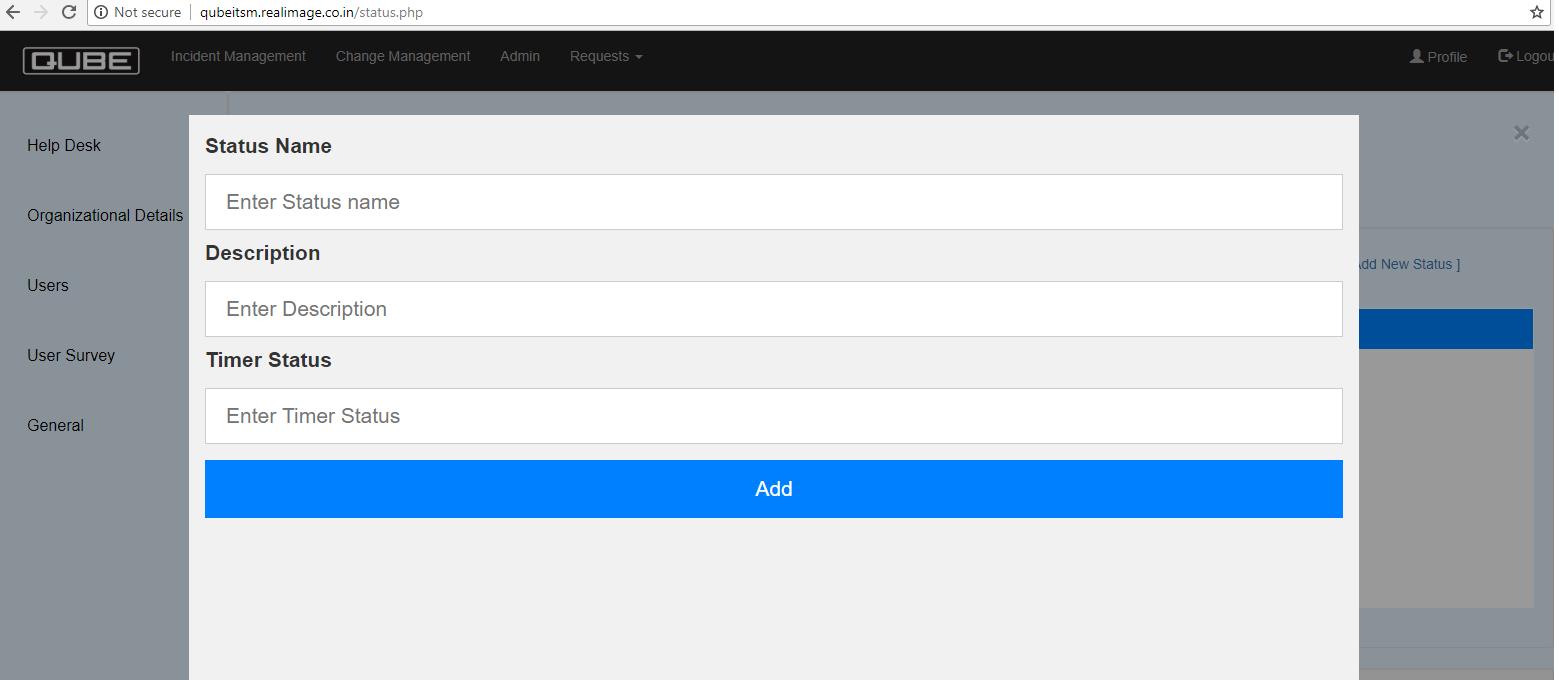 Not secure qubeitsm.realimage.co.in/status.php
QUBE Incident Management Change Management Admin Requests Profile Logou
Help Desk
Organizational Details
Users
User Survey
General
Status Name
Enter Status name
Description
Enter Description
Timer Status
Enter Timer Status
Add
×
dd New Status ]